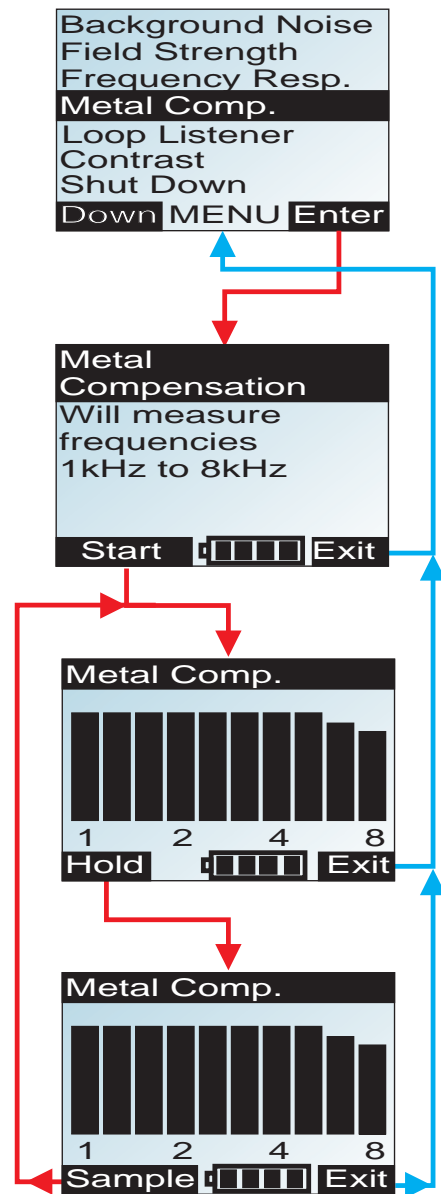 Background Noise
Field Strength
Frequency Resp.
Metal Comp.
Loop Listener
Contrast
Shut Down
Down MENU Enter
Metal
Compensation
Will measure
frequencies
1kHz to 8kHz
Start Exit
Metal Comp.
1 2 4 8
Hold Exit
Metal Comp.
1 2 4 8
Sample Exit